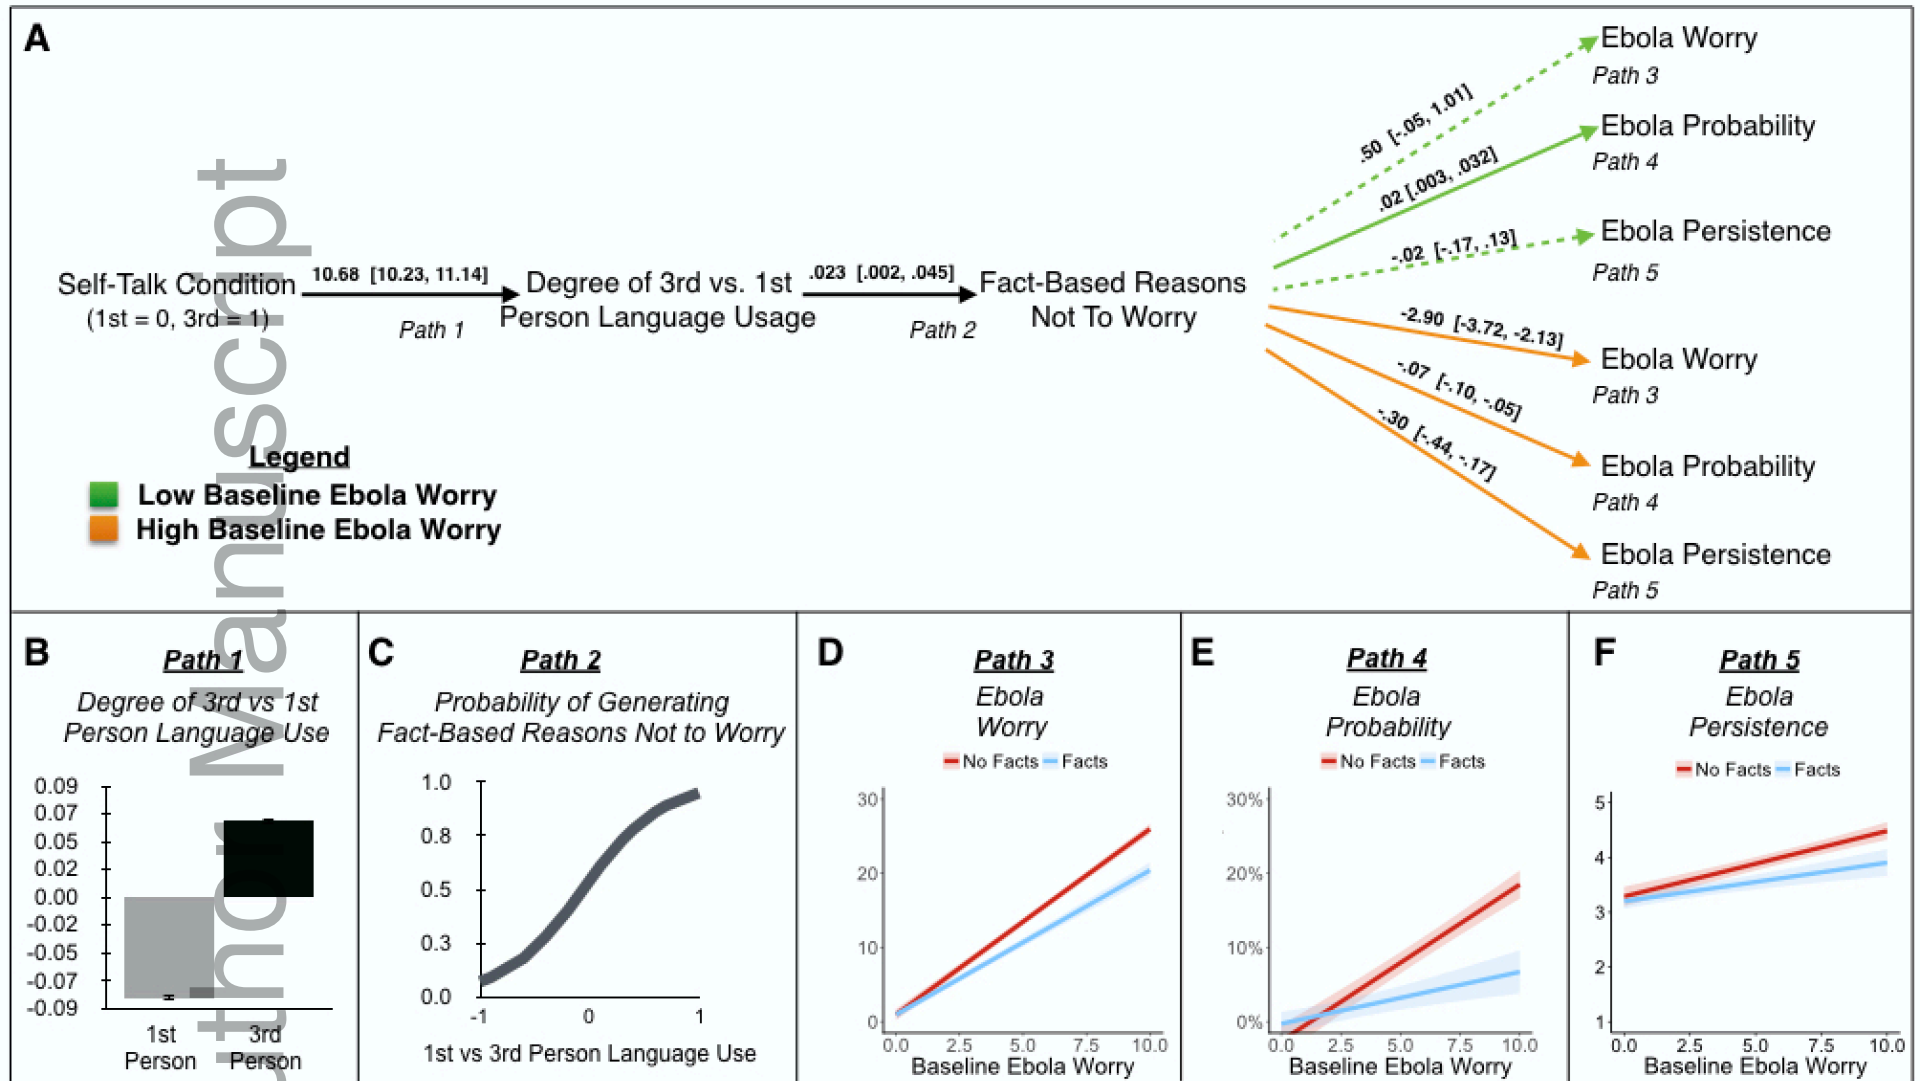 A
Ebola Worry
Path 3
.50 [-.05, 1.01]
Ebola Probability
Path 4
.02 [.003, .032]
Ebola Persistence
Path 5
-.02 [-.17, .13]
Self-Talk Condition
(1st = 0, 3rd = 1)
10.68 [10.23, 11.14]
Path 1
Degree of 3rd vs. 1st
Person Language Usage
.023 [.002, .045]
Path 2
Fact-Based Reasons
Not To Worry
-2.90 [-3.72, -2.13]
Ebola Worry
Path 3
-.07 [-.10, -.05]
Ebola Probability
Path 4
-.30 [-.44, -.17]
Ebola Persistence
Path 5
Legend
Low Baseline Ebola Worry
High Baseline Ebola Worry
Manuscript
B
Path 1
Degree of 3rd vs 1st
Person Language Use
0.09
0.07
0.05
0.02
0.00
-0.02
-0.05
-0.07
-0.09
1st
Person
3rd
Person
C
Path 2
Probability of Generating
Fact-Based Reasons Not to Worry
1.0
0.8
0.5
0.3
0.0
-1 0 1
1st vs 3rd Person Language Use
D
Path 3
Ebola
Worry
No Facts Facts
30
20
10
0
0.0 2.5 5.0 7.5 10.0
Baseline Ebola Worry
E
Path 4
Ebola
Probability
No Facts Facts
30%
20%
10%
0%
0.0 2.5 5.0 7.5 10.0
Baseline Ebola Worry
F
Path 5
Ebola
Persistence
No Facts Facts
5
4
3
2
1
0.0 2.5 5.0 7.5 10.0
Baseline Ebola Worry